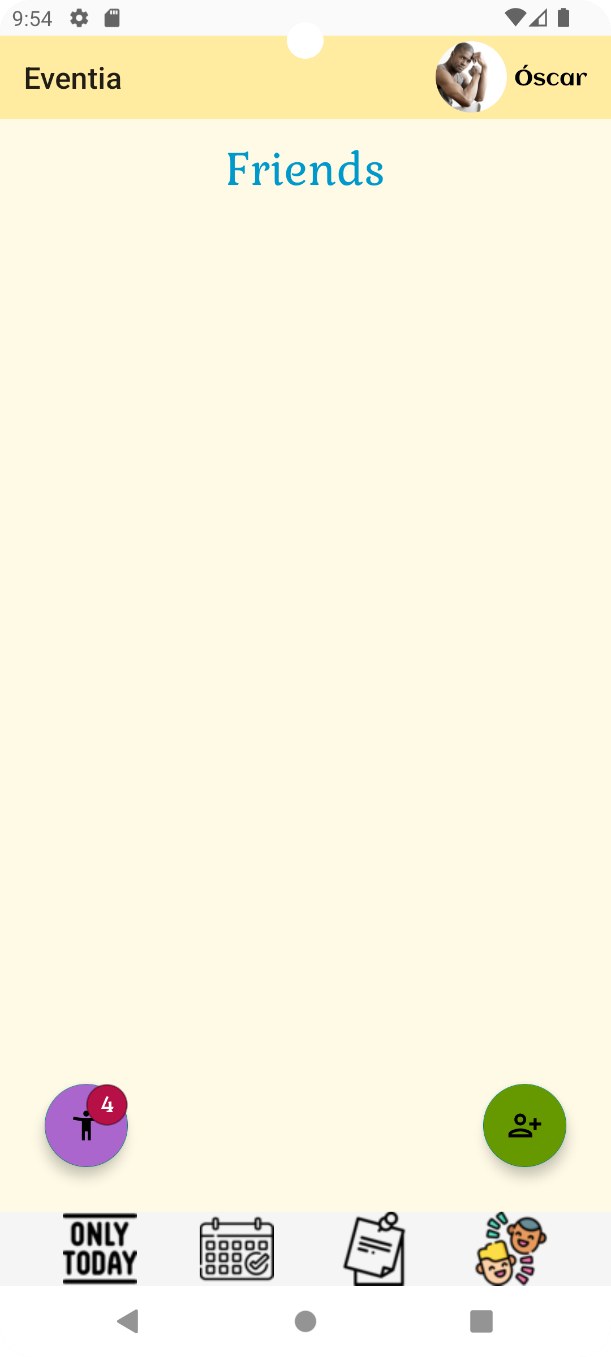 9:54
Eventia
Óscar
Friends
4
ONLY
TODAY